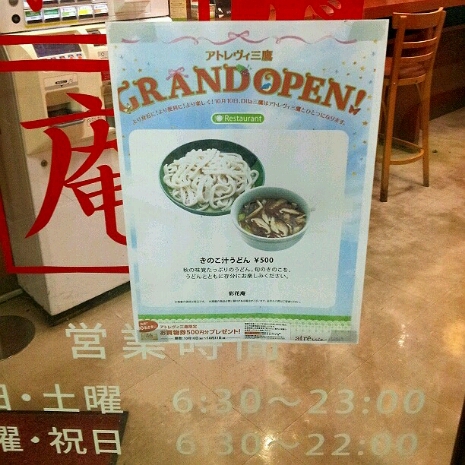 庵
アトレヴィ三鷹
GRAND OPEN!
Restaurant
きのこ汁うどん ¥500
秋の味覚たっぷりのうどん。旬のきのこを、
うどんとともに存分にお楽しみください。
彩花庵
アトレヴィ三鷹限定
お買物券500円分プレゼント!
営業時間
日・土曜 6:30〜23:00
曜・祝日 6:30〜22:00